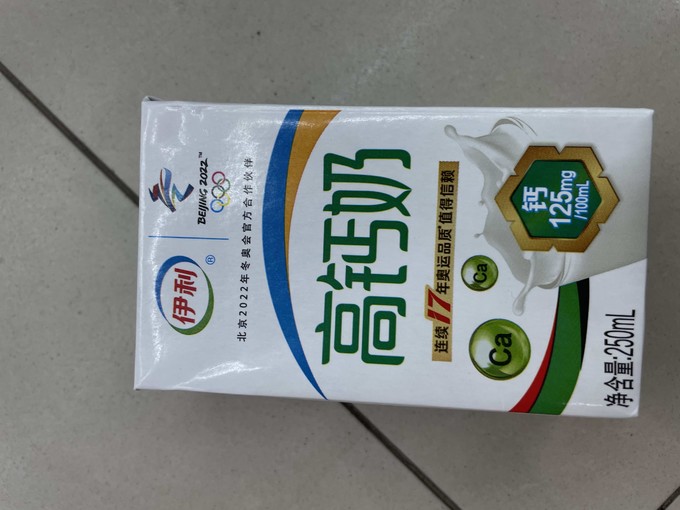 BEIJING 2022™
伊利®
北京2022年冬奥会官方合作伙伴
高钙奶
连续17年奥运品质*值得信赖
钙
125mg
/100mL
Ca
Ca
净含量:250mL